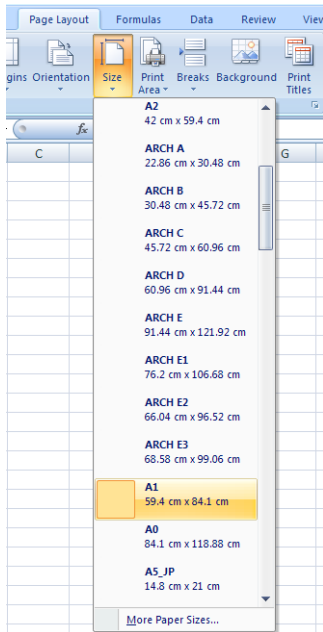 Page Layout Formulas Data Review View
gins Orientation Size Print Area Breaks Background Print Titles
fx
C G
A2
42 cm x 59.4 cm
ARCH A
22.86 cm x 30.48 cm
ARCH B
30.48 cm x 45.72 cm
ARCH C
45.72 cm x 60.96 cm
ARCH D
60.96 cm x 91.44 cm
ARCH E
91.44 cm x 121.92 cm
ARCH E1
76.2 cm x 106.68 cm
ARCH E2
66.04 cm x 96.52 cm
ARCH E3
68.58 cm x 99.06 cm
A1
59.4 cm x 84.1 cm
A0
84.1 cm x 118.88 cm
A5_JP
14.8 cm x 21 cm
More Paper Sizes...